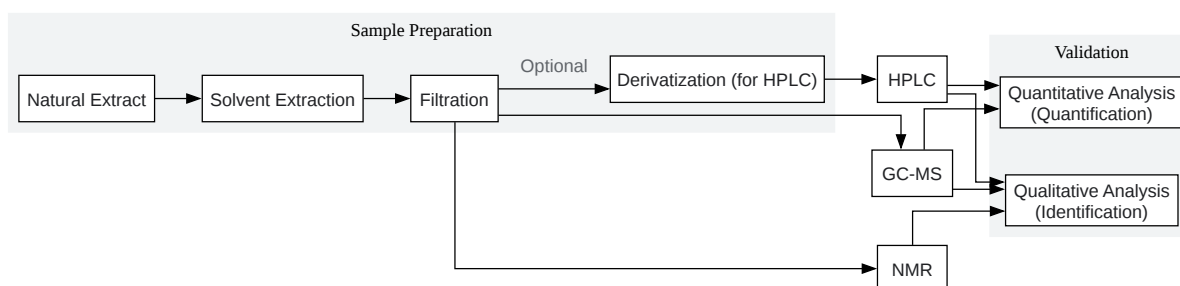 Sample Preparation
Natural Extract
Solvent Extraction
Filtration
Optional
Derivatization (for HPLC)
HPLC
GC-MS
NMR
Validation
Quantitative Analysis
(Quantification)
Qualitative Analysis
(Identification)